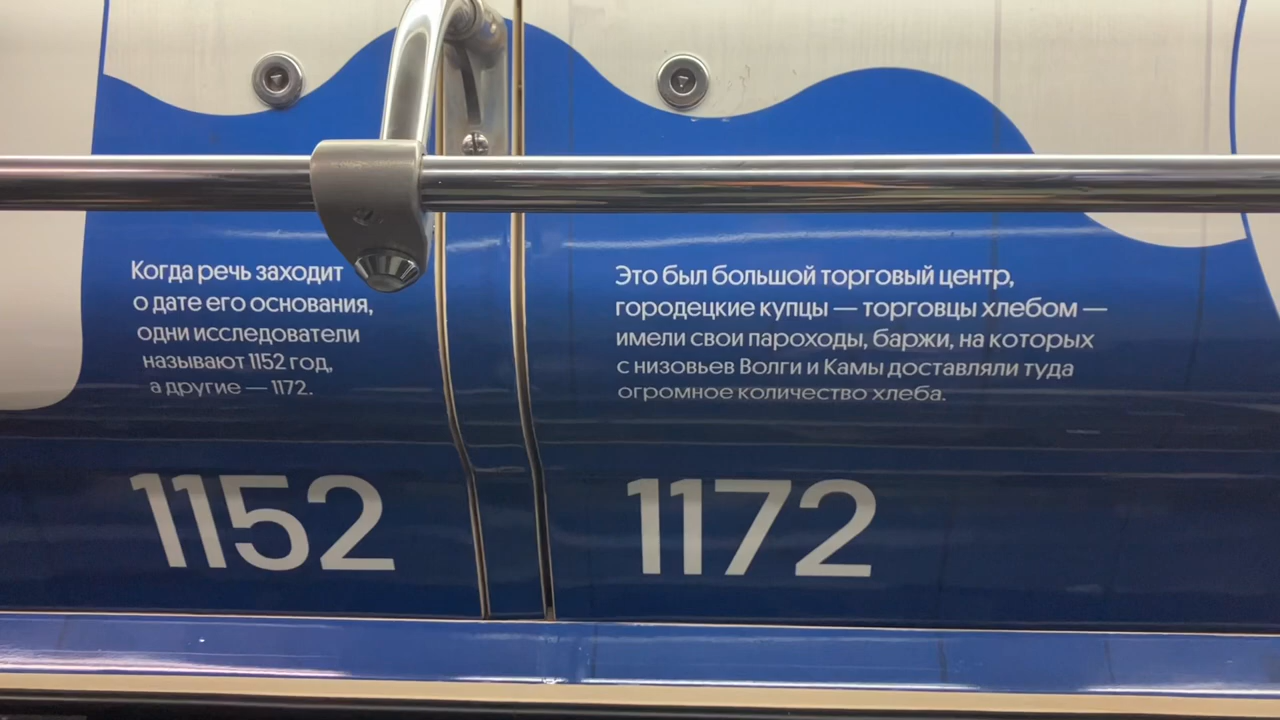 Когда речь заходит
о дате его основания,
одни исследователи
называют 1152 год,
а другие — 1172.
1152
Это был большой торговый центр,
городецкие купцы — торговцы хлебом —
имели свои пароходы, баржи, на которых
с низовьев Волги и Камы доставляли туда
огромное количество хлеба.
1172